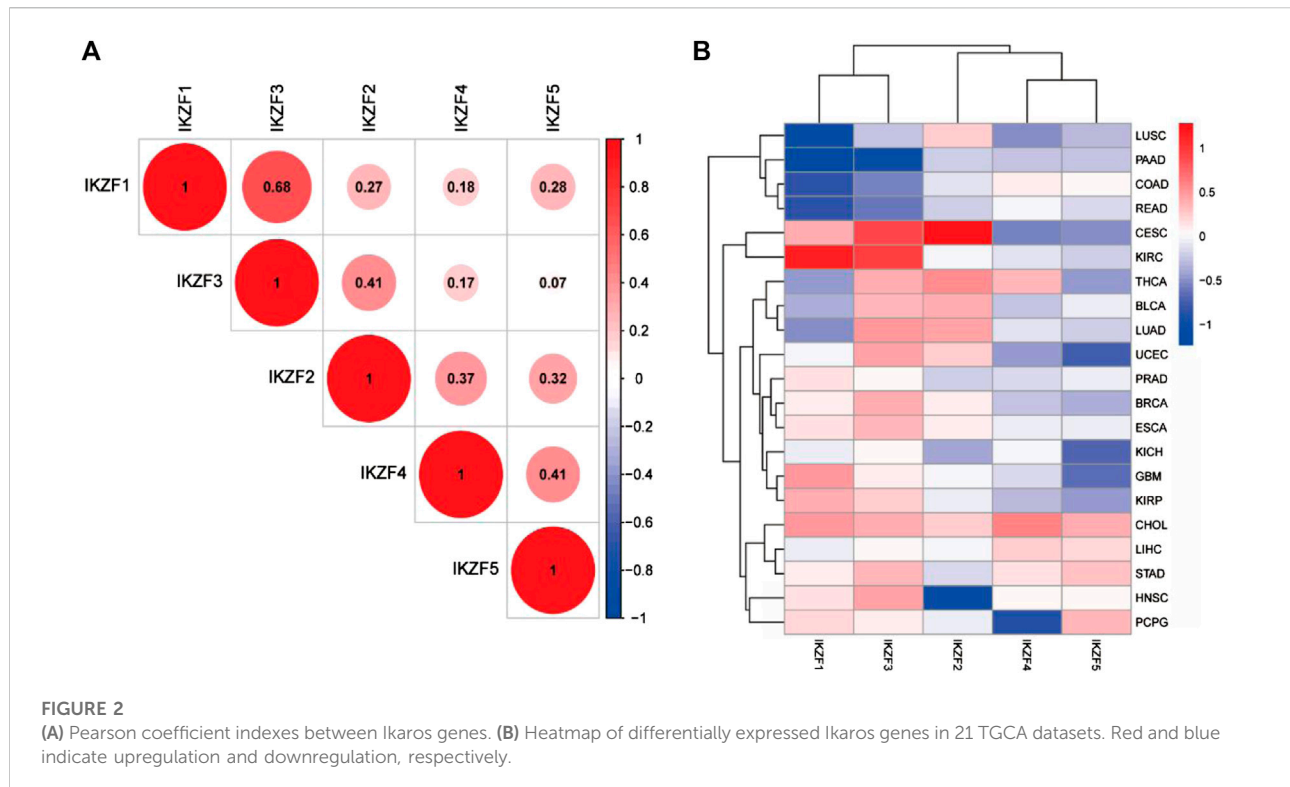 A
IKZF1
IKZF3
IKZF2
IKZF4
IKZF5
IKZF1
1
0.68
0.27
0.18
0.28
IKZF3
1
0.41
0.17
0.07
IKZF2
1
0.37
0.32
IKZF4
1
0.41
IKZF5
1
1
0.8
0.6
0.4
0.2
0
−0.2
−0.4
−0.6
−0.8
−1
B
LUSC
PAAD
COAD
READ
CESC
KIRC
THCA
BLCA
LUAD
UCEC
PRAD
BRCA
ESCA
KICH
GBM
KIRP
CHOL
LIHC
STAD
HNSC
PCPG
IKZF1
IKZF3
IKZF2
IKZF4
IKZF5
1
0.5
0
−0.5
−1
FIGURE 2
(A) Pearson coefficient indexes between Ikaros genes. (B) Heatmap of differentially expressed Ikaros genes in 21 TGCA datasets. Red and blue
indicate upregulation and downregulation, respectively.